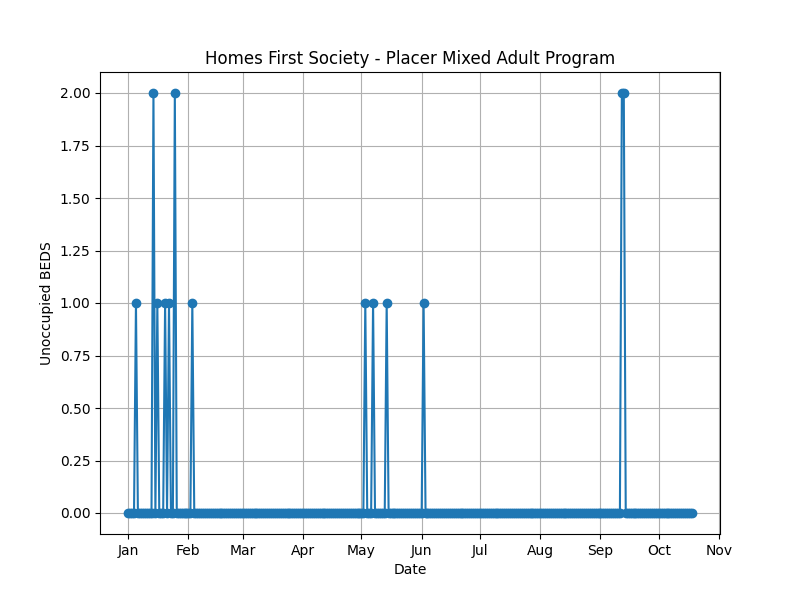 Homes First Society - Placer Mixed Adult Program
2.00
1.75
1.50
1.25
1.00
0.75
0.50
0.25
0.00
Unoccupied BEDS
Jan Feb Mar Apr May Jun Jul Aug Sep Oct Nov
Date